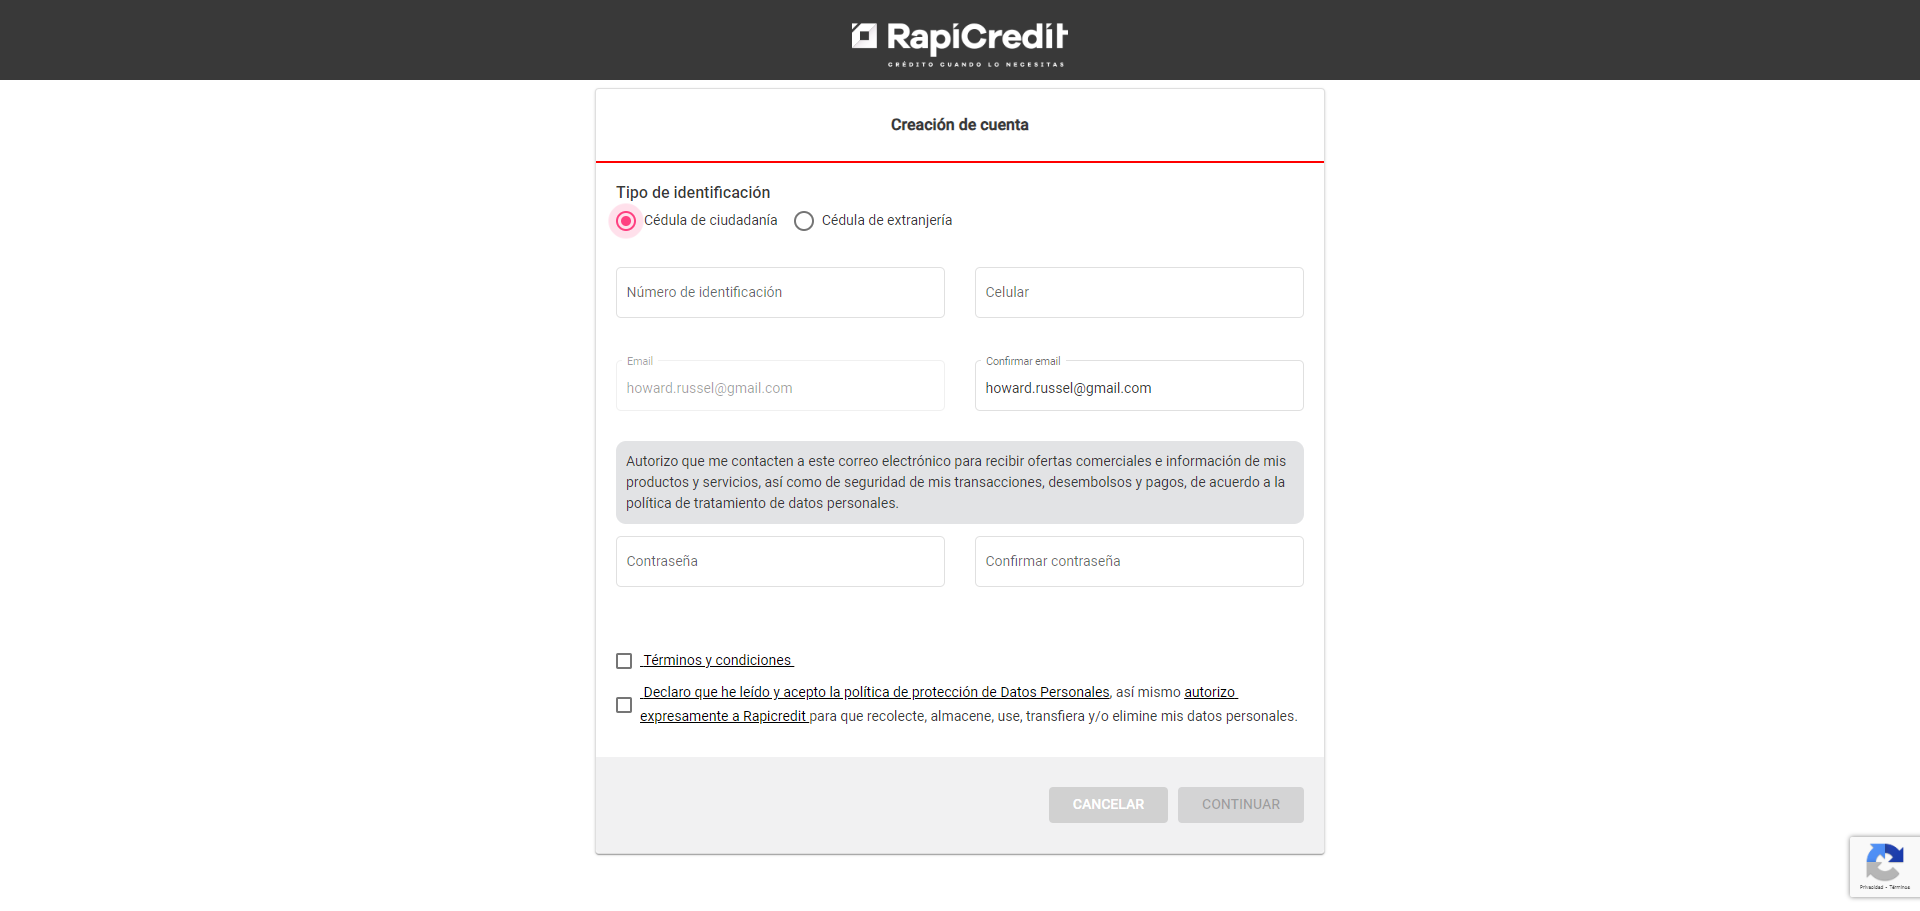 RapíCredít
CRÉDITO CUANDO LO NECESITAS
Creación de cuenta
Tipo de identificación
Cédula de ciudadanía Cédula de extranjería
Número de identificación Celular
Email Confirmar email
howard.russel@gmail.com howard.russel@gmail.com
Autorizo que me contacten a este correo electrónico para recibir ofertas comerciales e información de mis
productos y servicios, así como de seguridad de mis transacciones, desembolsos y pagos, de acuerdo a la
política de tratamiento de datos personales.
Contraseña Confirmar contraseña
Términos y condiciones
Declaro que he leído y acepto la política de protección de Datos Personales, así mismo autorizo
expresamente a Rapicredit para que recolecte, almacene, use, transfiera y/o elimine mis datos personales.
CANCELAR CONTINUAR
Privacidad - Términos